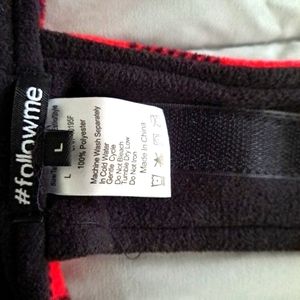 #followme
L
L
100% Polyester
Machine Wash Separately
In Cold Water
Gentle Cycle
Do Not Bleach
Tumble Dry Low
Do Not Iron
Made In China